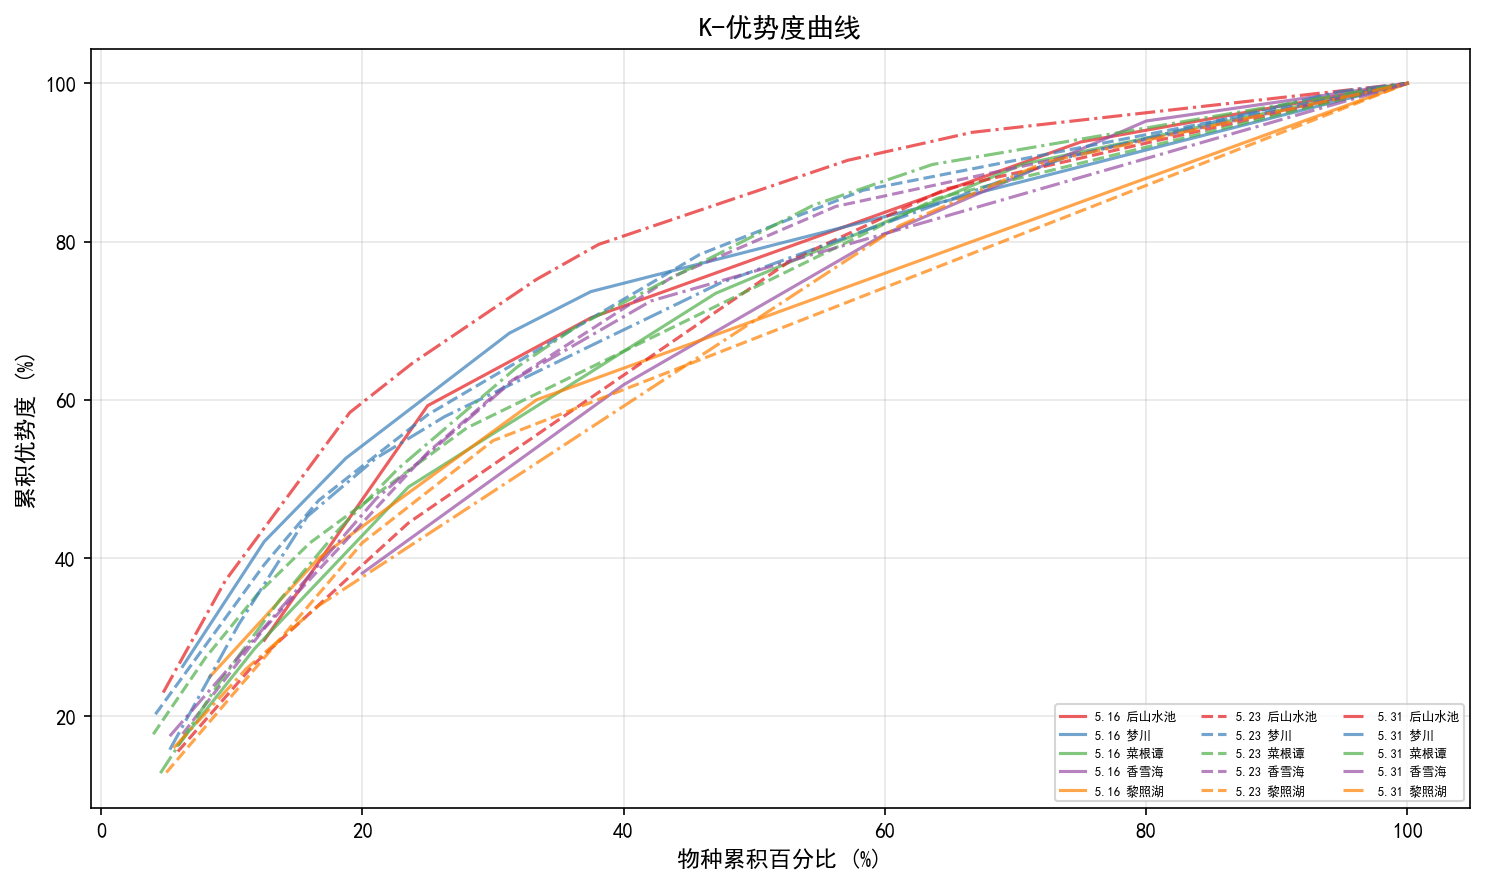 K-优势度曲线
100
80
60
40
20
累积优势度 (%)
0 20 40 60 80 100
物种累积百分比 (%)
5.16 后山水池 5.23 后山水池 5.31 后山水池
5.16 梦川 5.23 梦川 5.31 梦川
5.16 菜根谭 5.23 菜根谭 5.31 菜根谭
5.16 香雪海 5.23 香雪海 5.31 香雪海
5.16 黎照湖 5.23 黎照湖 5.31 黎照湖